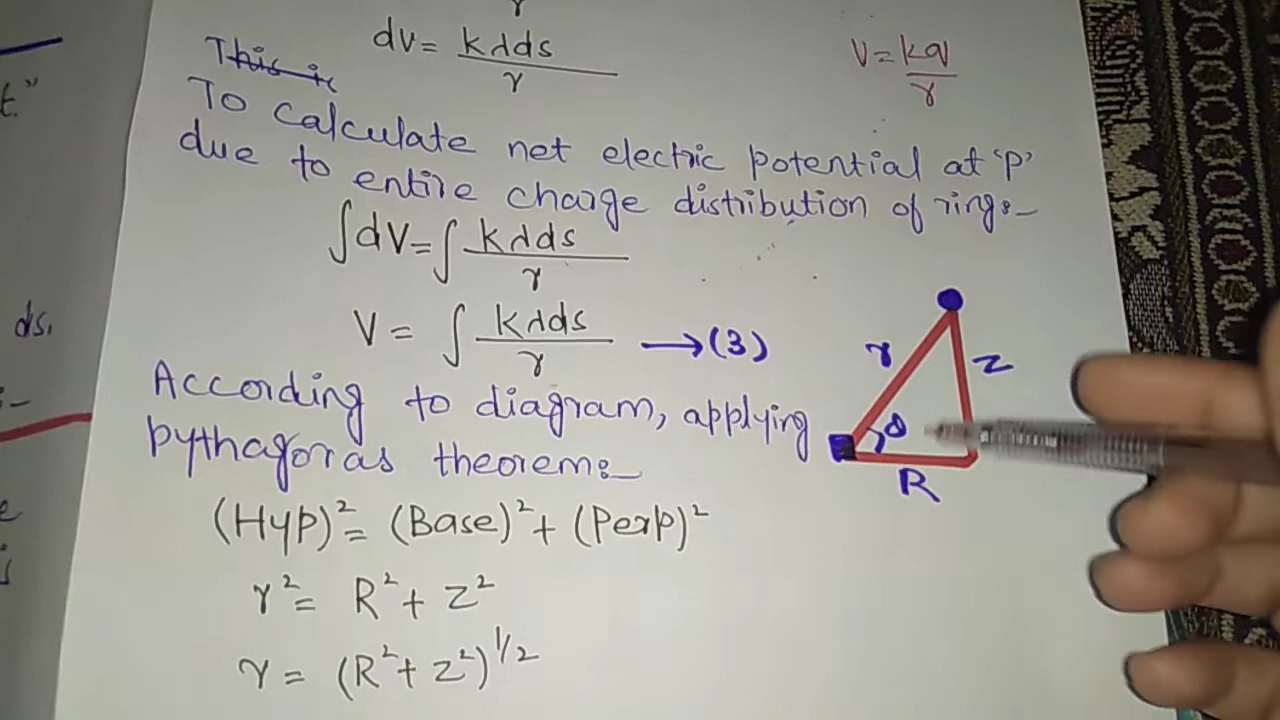 dv = kλds
r
V = kq
r
This is
To calculate net electric potential at 'p'
due to entire charge distribution of ring:-
∫dV = ∫ kλds
r
V = ∫ kλds → (3)
r
According to diagram, applying
pythagoras theorem:-
(Hyp)² = (Base)² + (Perp)²
r² = R² + z²
r = (R² + z²)^1/2
r
z
θ
R
t."
ds,